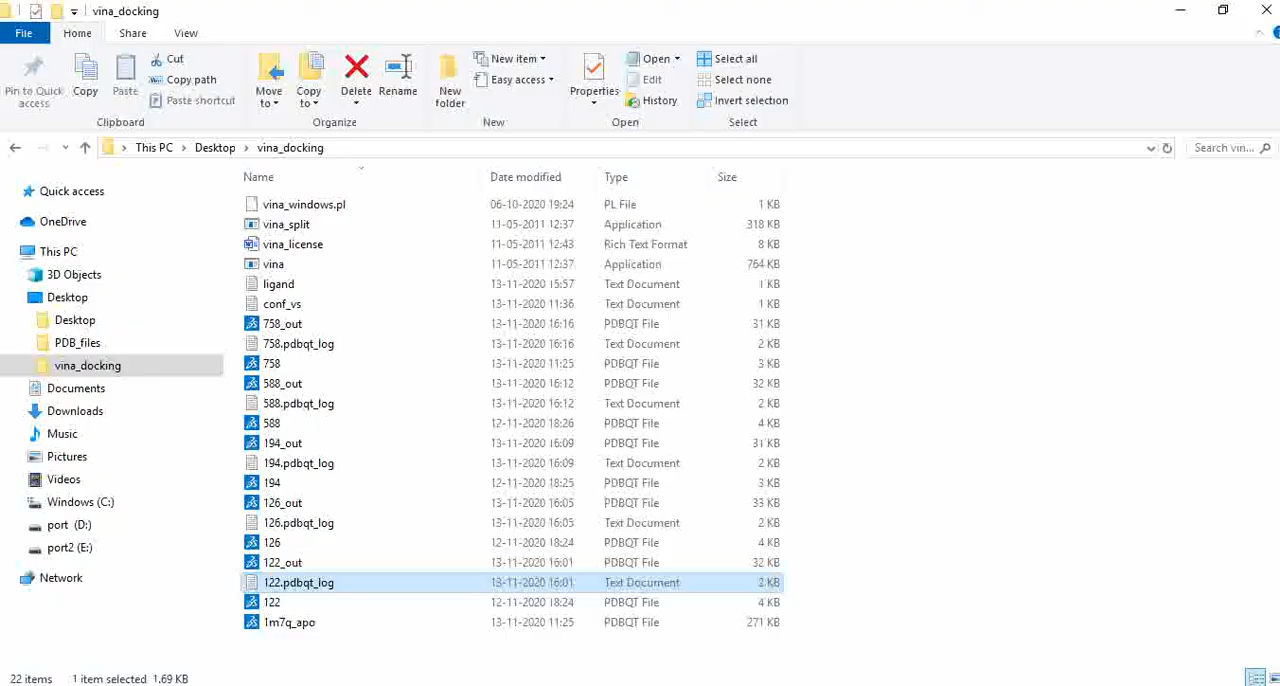 vina_docking
File Home Share View
Pin to Quick access
Copy
Paste
Cut
Copy path
Paste shortcut
Clipboard
Move to
Copy to
Delete
Rename
Organize
New folder
New item
Easy access
New
Properties
Open
Edit
History
Open
Select all
Select none
Invert selection
Select
This PC > Desktop > vina_docking
Search vin...
Quick access
OneDrive
This PC
3D Objects
Desktop
Desktop
PDB_files
vina_docking
Documents
Downloads
Music
Pictures
Videos
Windows (C:)
port (D:)
port2 (E:)
Network
Name Date modified Type Size
vina_windows.pl 06-10-2020 19:24 PL File 1 KB
vina_split 11-05-2011 12:37 Application 318 KB
vina_license 11-05-2011 12:43 Rich Text Format 8 KB
vina 11-05-2011 12:37 Application 764 KB
ligand 13-11-2020 15:57 Text Document 1 KB
conf_vs 13-11-2020 11:36 Text Document 1 KB
758_out 13-11-2020 16:16 PDBQT File 31 KB
758.pdbqt_log 13-11-2020 16:16 Text Document 2 KB
758 13-11-2020 11:25 PDBQT File 3 KB
588_out 13-11-2020 16:12 PDBQT File 32 KB
588.pdbqt_log 13-11-2020 16:12 Text Document 2 KB
588 12-11-2020 18:26 PDBQT File 4 KB
194_out 13-11-2020 16:09 PDBQT File 31 KB
194.pdbqt_log 13-11-2020 16:09 Text Document 2 KB
194 12-11-2020 18:25 PDBQT File 3 KB
126_out 13-11-2020 16:05 PDBQT File 33 KB
126.pdbqt_log 13-11-2020 16:05 Text Document 2 KB
126 12-11-2020 18:24 PDBQT File 4 KB
122_out 13-11-2020 16:01 PDBQT File 32 KB
122.pdbqt_log 13-11-2020 16:01 Text Document 2 KB
122 12-11-2020 18:24 PDBQT File 4 KB
1m7q_apo 13-11-2020 11:25 PDBQT File 271 KB
22 items 1 item selected 1.69 KB